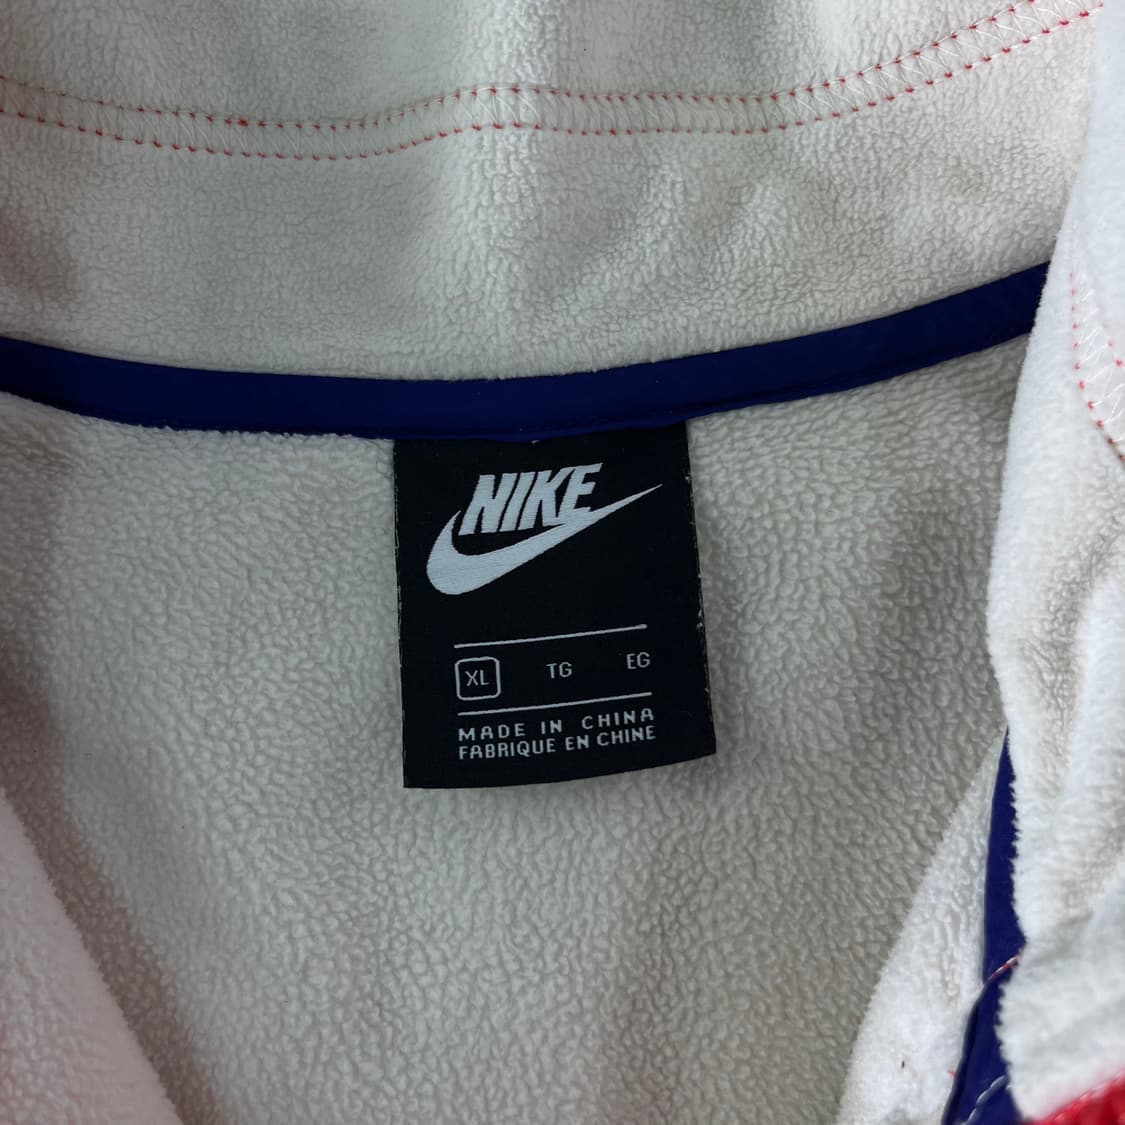 NIKE
XL TG EG
MADE IN CHINA
FABRIQUE EN CHINE